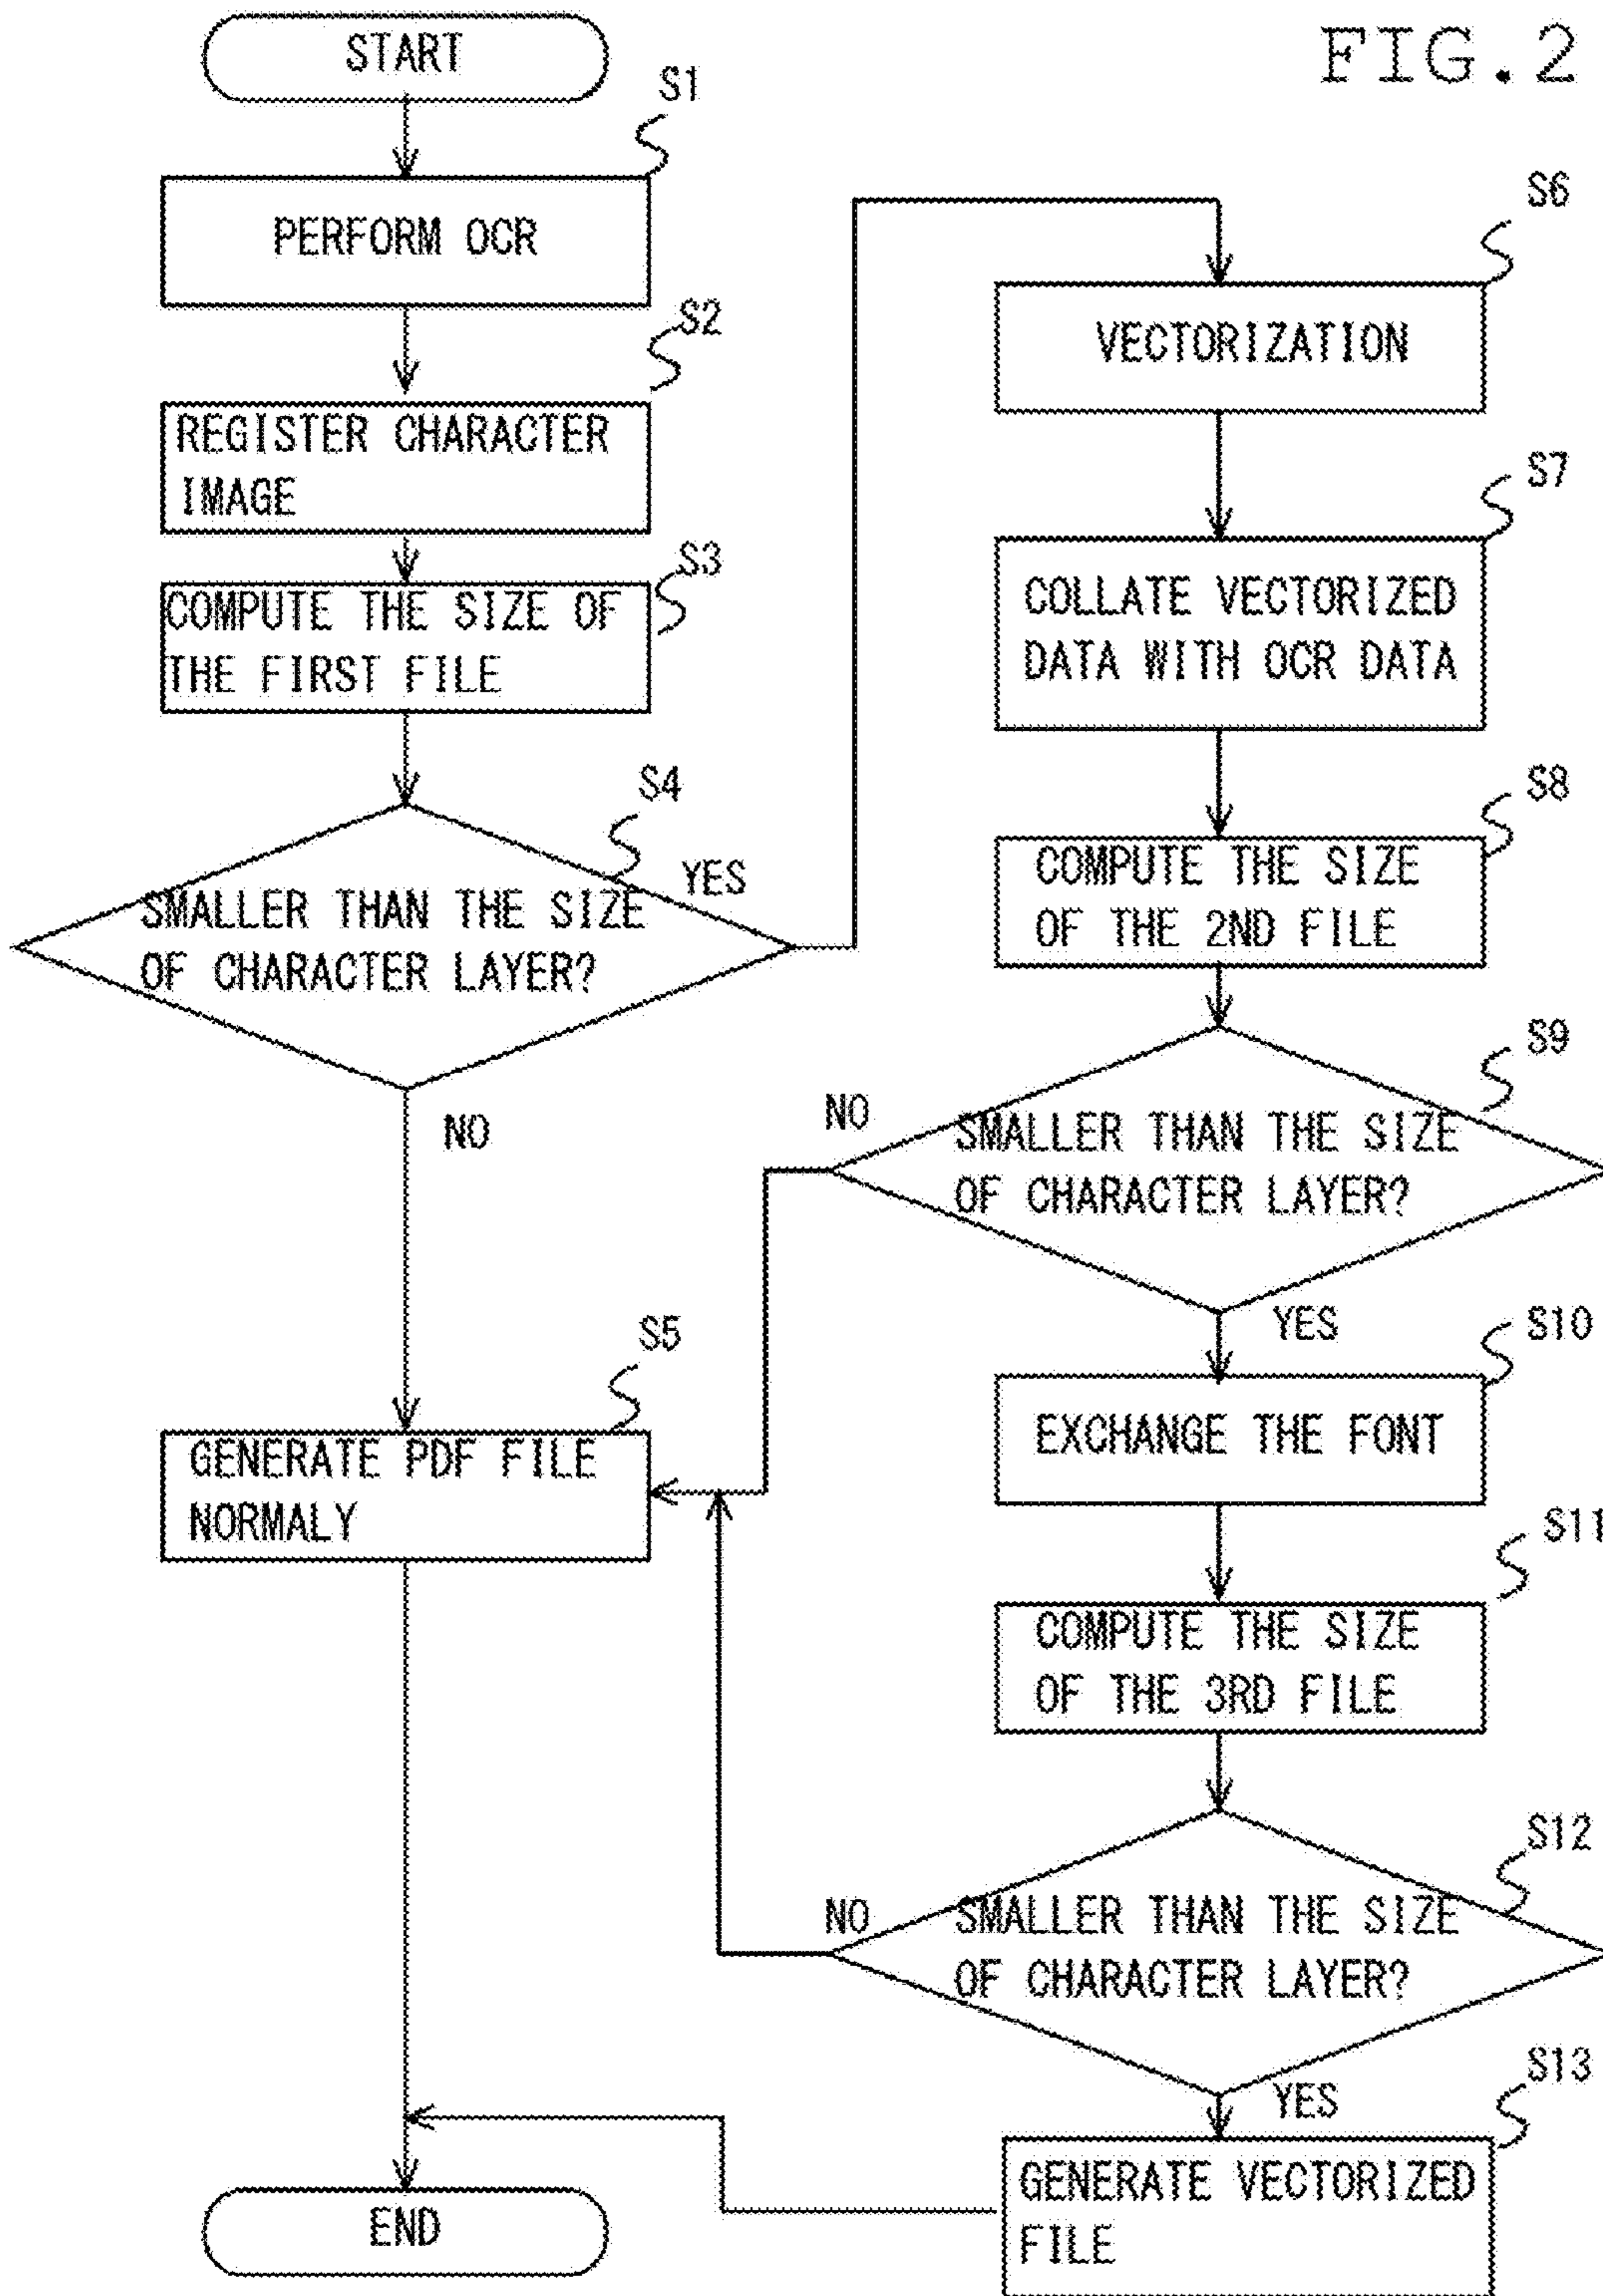 FIG.2
START
S1
PERFORM OCR
S2
REGISTER CHARACTER
IMAGE
S3
COMPUTE THE SIZE OF
THE FIRST FILE
S4
SMALLER THAN THE SIZE
OF CHARACTER LAYER?
YES
NO
S5
GENERATE PDF FILE
NORMALY
END
S6
VECTORIZATION
S7
COLLATE VECTORIZED
DATA WITH OCR DATA
S8
COMPUTE THE SIZE
OF THE 2ND FILE
S9
NO
SMALLER THAN THE SIZE
OF CHARACTER LAYER?
YES
S10
EXCHANGE THE FONT
S11
COMPUTE THE SIZE
OF THE 3RD FILE
S12
NO
SMALLER THAN THE SIZE
OF CHARACTER LAYER?
YES
S13
GENERATE VECTORIZED
FILE